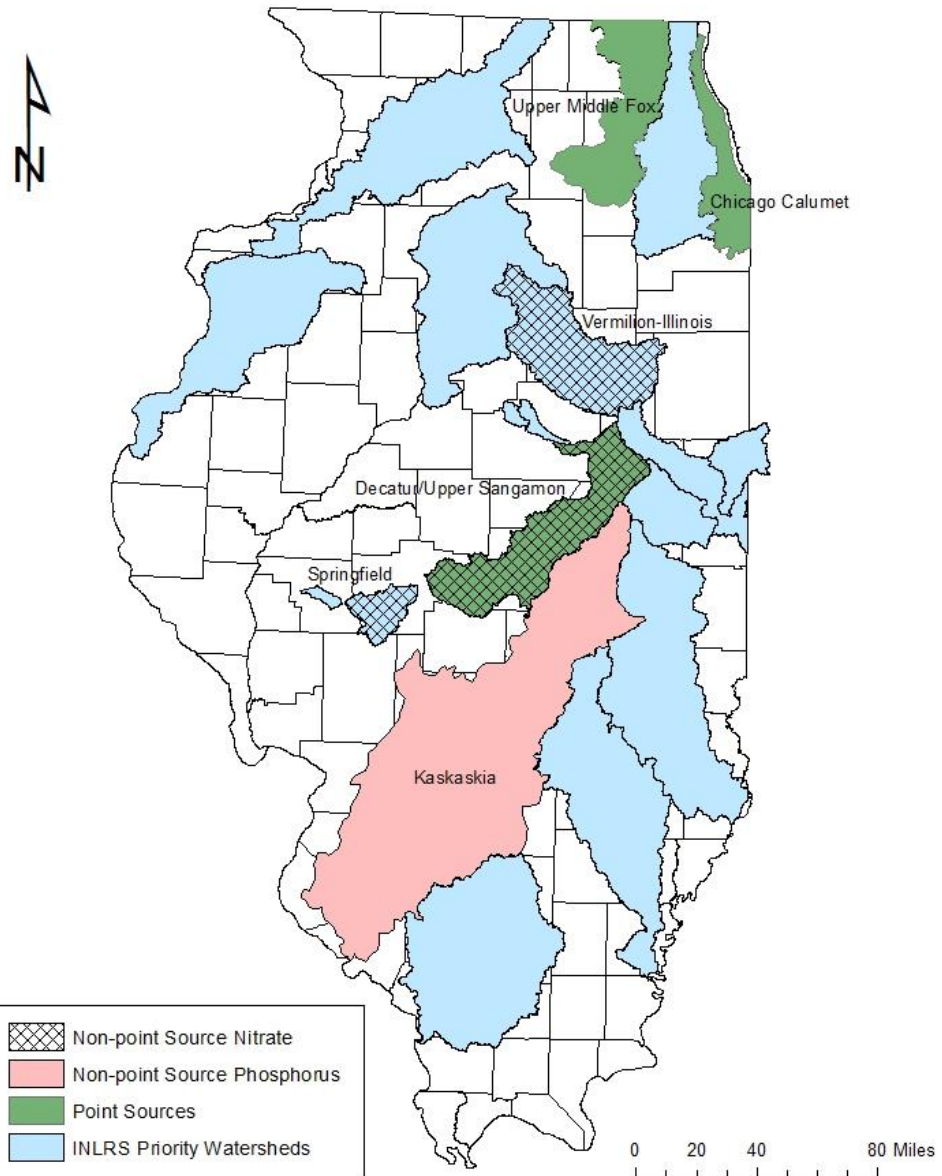 N
Upper Middle Fox
Chicago Calumet
Vermilion-Illinois
Decatur/Upper Sangamon
Springfield
Kaskaskia
Non-point Source Nitrate
Non-point Source Phosphorus
Point Sources
INLRS Priority Watersheds
0 20 40 80 Miles